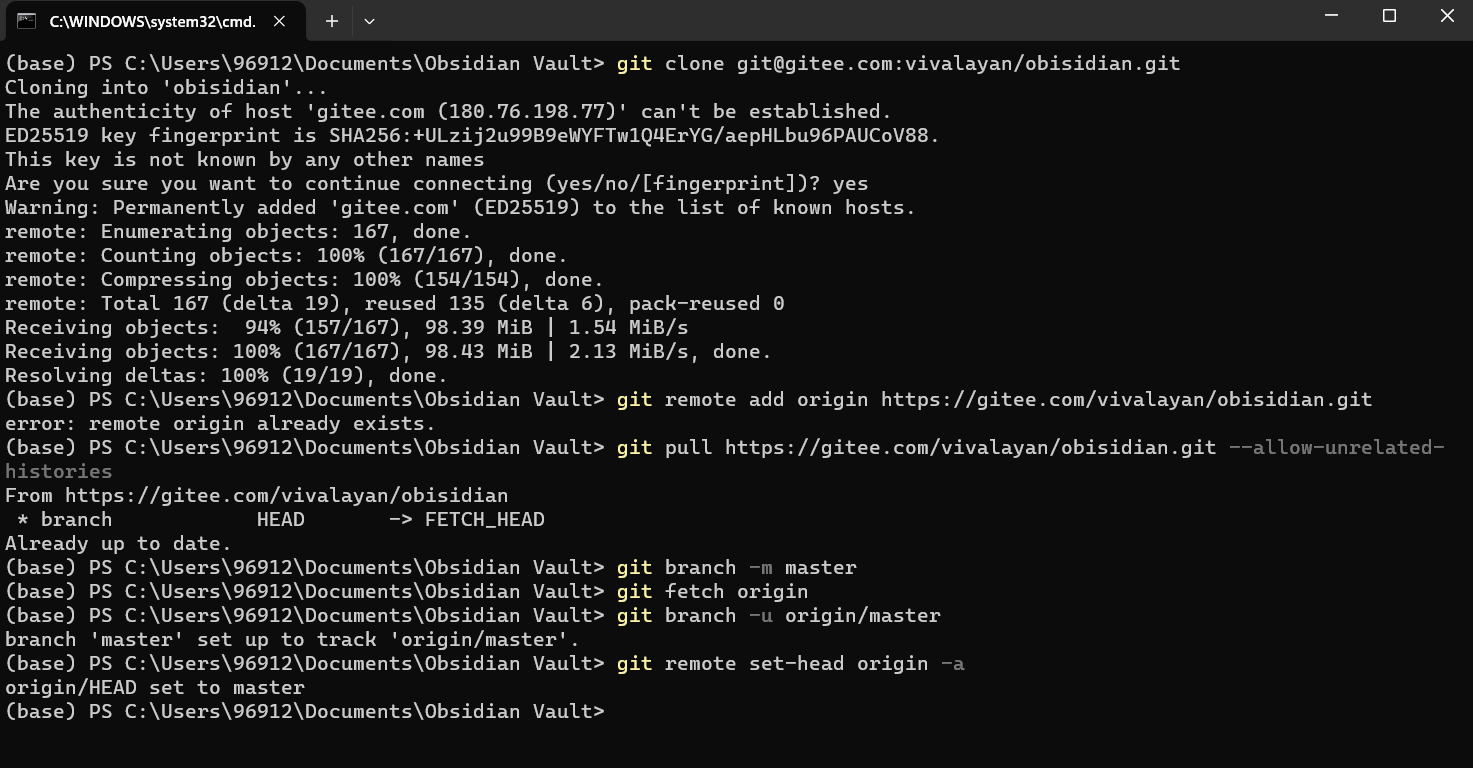 C:\WINDOWS\system32\cmd.
(base) PS C:\Users\96912\Documents\Obsidian Vault> git clone git@gitee.com:vivalayan/obisidian.git
Cloning into 'obisidian'...
The authenticity of host 'gitee.com (180.76.198.77)' can't be established.
ED25519 key fingerprint is SHA256:+ULzij2u99B9eWYFTw1Q4ErYG/aepHLbu96PAUCoV88.
This key is not known by any other names
Are you sure you want to continue connecting (yes/no/[fingerprint])? yes
Warning: Permanently added 'gitee.com' (ED25519) to the list of known hosts.
remote: Enumerating objects: 167, done.
remote: Counting objects: 100% (167/167), done.
remote: Compressing objects: 100% (154/154), done.
remote: Total 167 (delta 19), reused 135 (delta 6), pack-reused 0
Receiving objects:  94% (157/167), 98.39 MiB | 1.54 MiB/s
Receiving objects: 100% (167/167), 98.43 MiB | 2.13 MiB/s, done.
Resolving deltas: 100% (19/19), done.
(base) PS C:\Users\96912\Documents\Obsidian Vault> git remote add origin https://gitee.com/vivalayan/obisidian.git
error: remote origin already exists.
(base) PS C:\Users\96912\Documents\Obsidian Vault> git pull https://gitee.com/vivalayan/obisidian.git --allow-unrelated-
histories
From https://gitee.com/vivalayan/obisidian
 * branch            HEAD       -> FETCH_HEAD
Already up to date.
(base) PS C:\Users\96912\Documents\Obsidian Vault> git branch -m master
(base) PS C:\Users\96912\Documents\Obsidian Vault> git fetch origin
(base) PS C:\Users\96912\Documents\Obsidian Vault> git branch -u origin/master
branch 'master' set up to track 'origin/master'.
(base) PS C:\Users\96912\Documents\Obsidian Vault> git remote set-head origin -a
origin/HEAD set to master
(base) PS C:\Users\96912\Documents\Obsidian Vault>